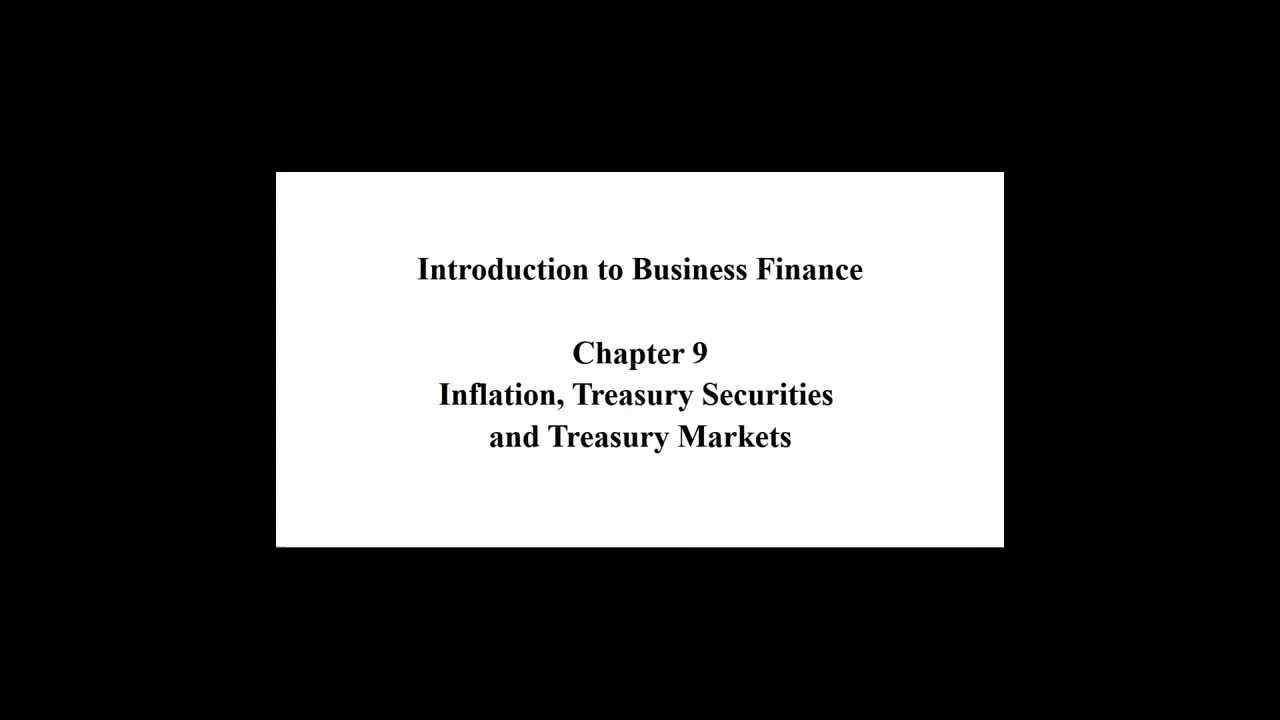 Introduction to Business Finance
Chapter 9
Inflation, Treasury Securities
and Treasury Markets